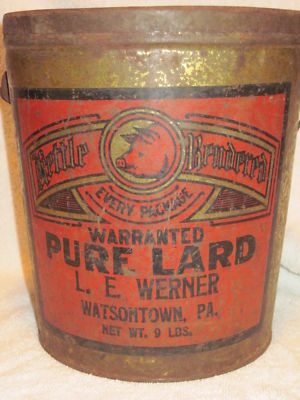 Kettle Rendered
EVERY PACKAGE
WARRANTED
PURE LARD
L. E. WERNER
WATSONTOWN, PA.
NET WT. 9 LBS.